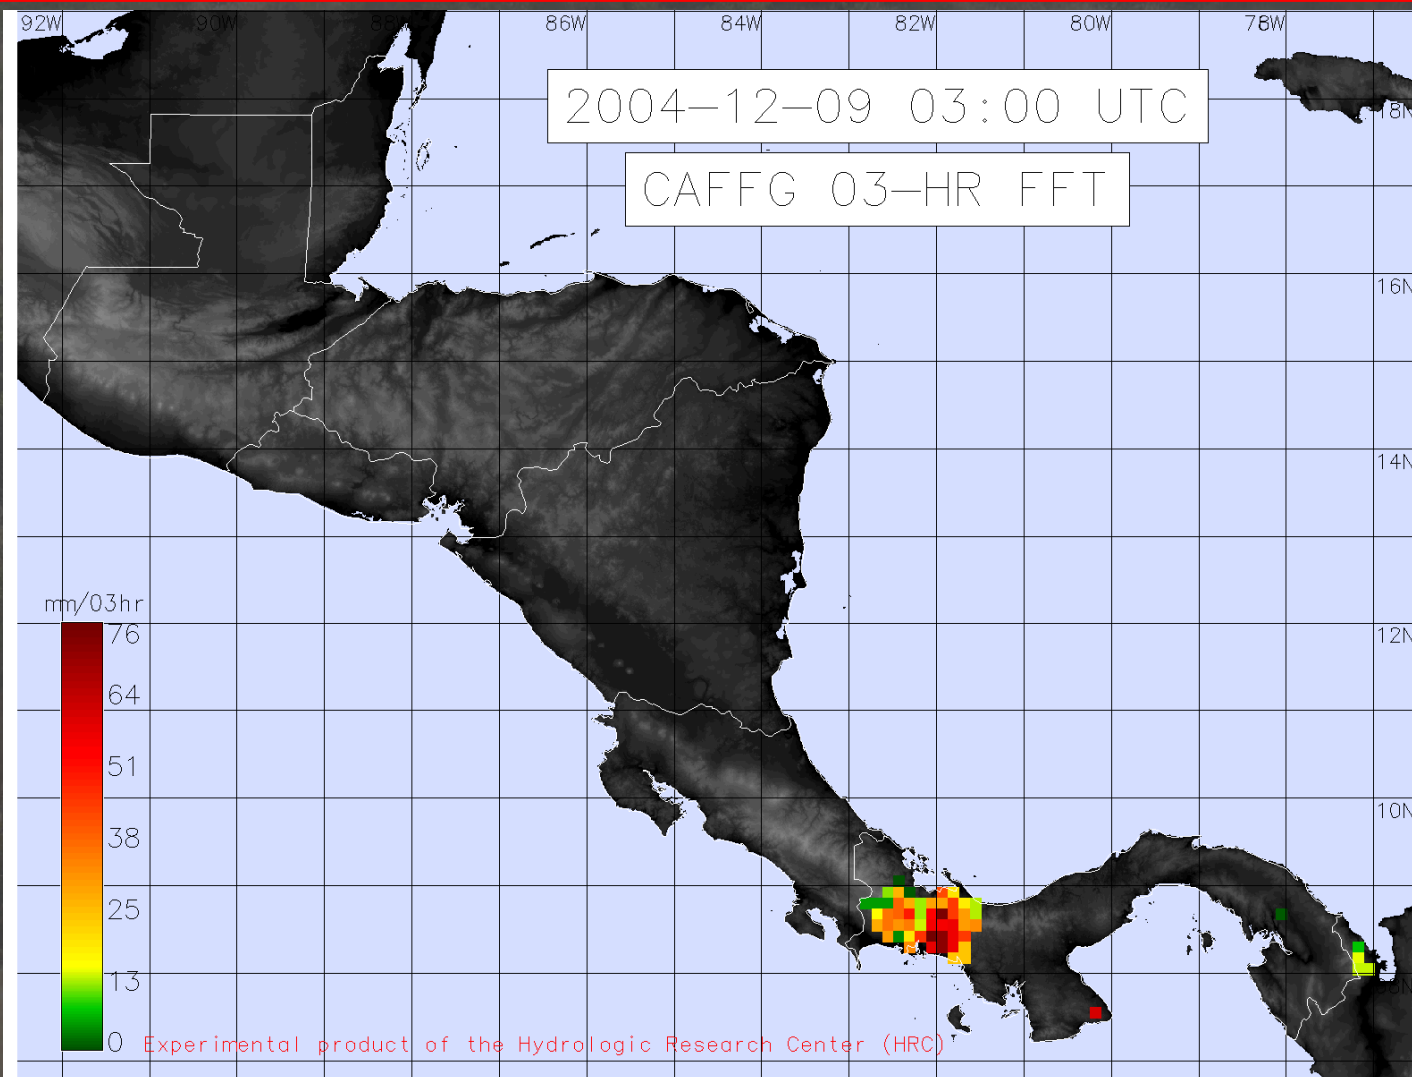 92W 90W 88W 86W 84W 82W 80W 78W
2004-12-09 03:00 UTC
18N
CAFFG 03-HR FFT
16N
14N
mm/03hr
12N
76
64
51
10N
38
25
13
0
Experimental product of the Hydrologic Research Center (HRC)